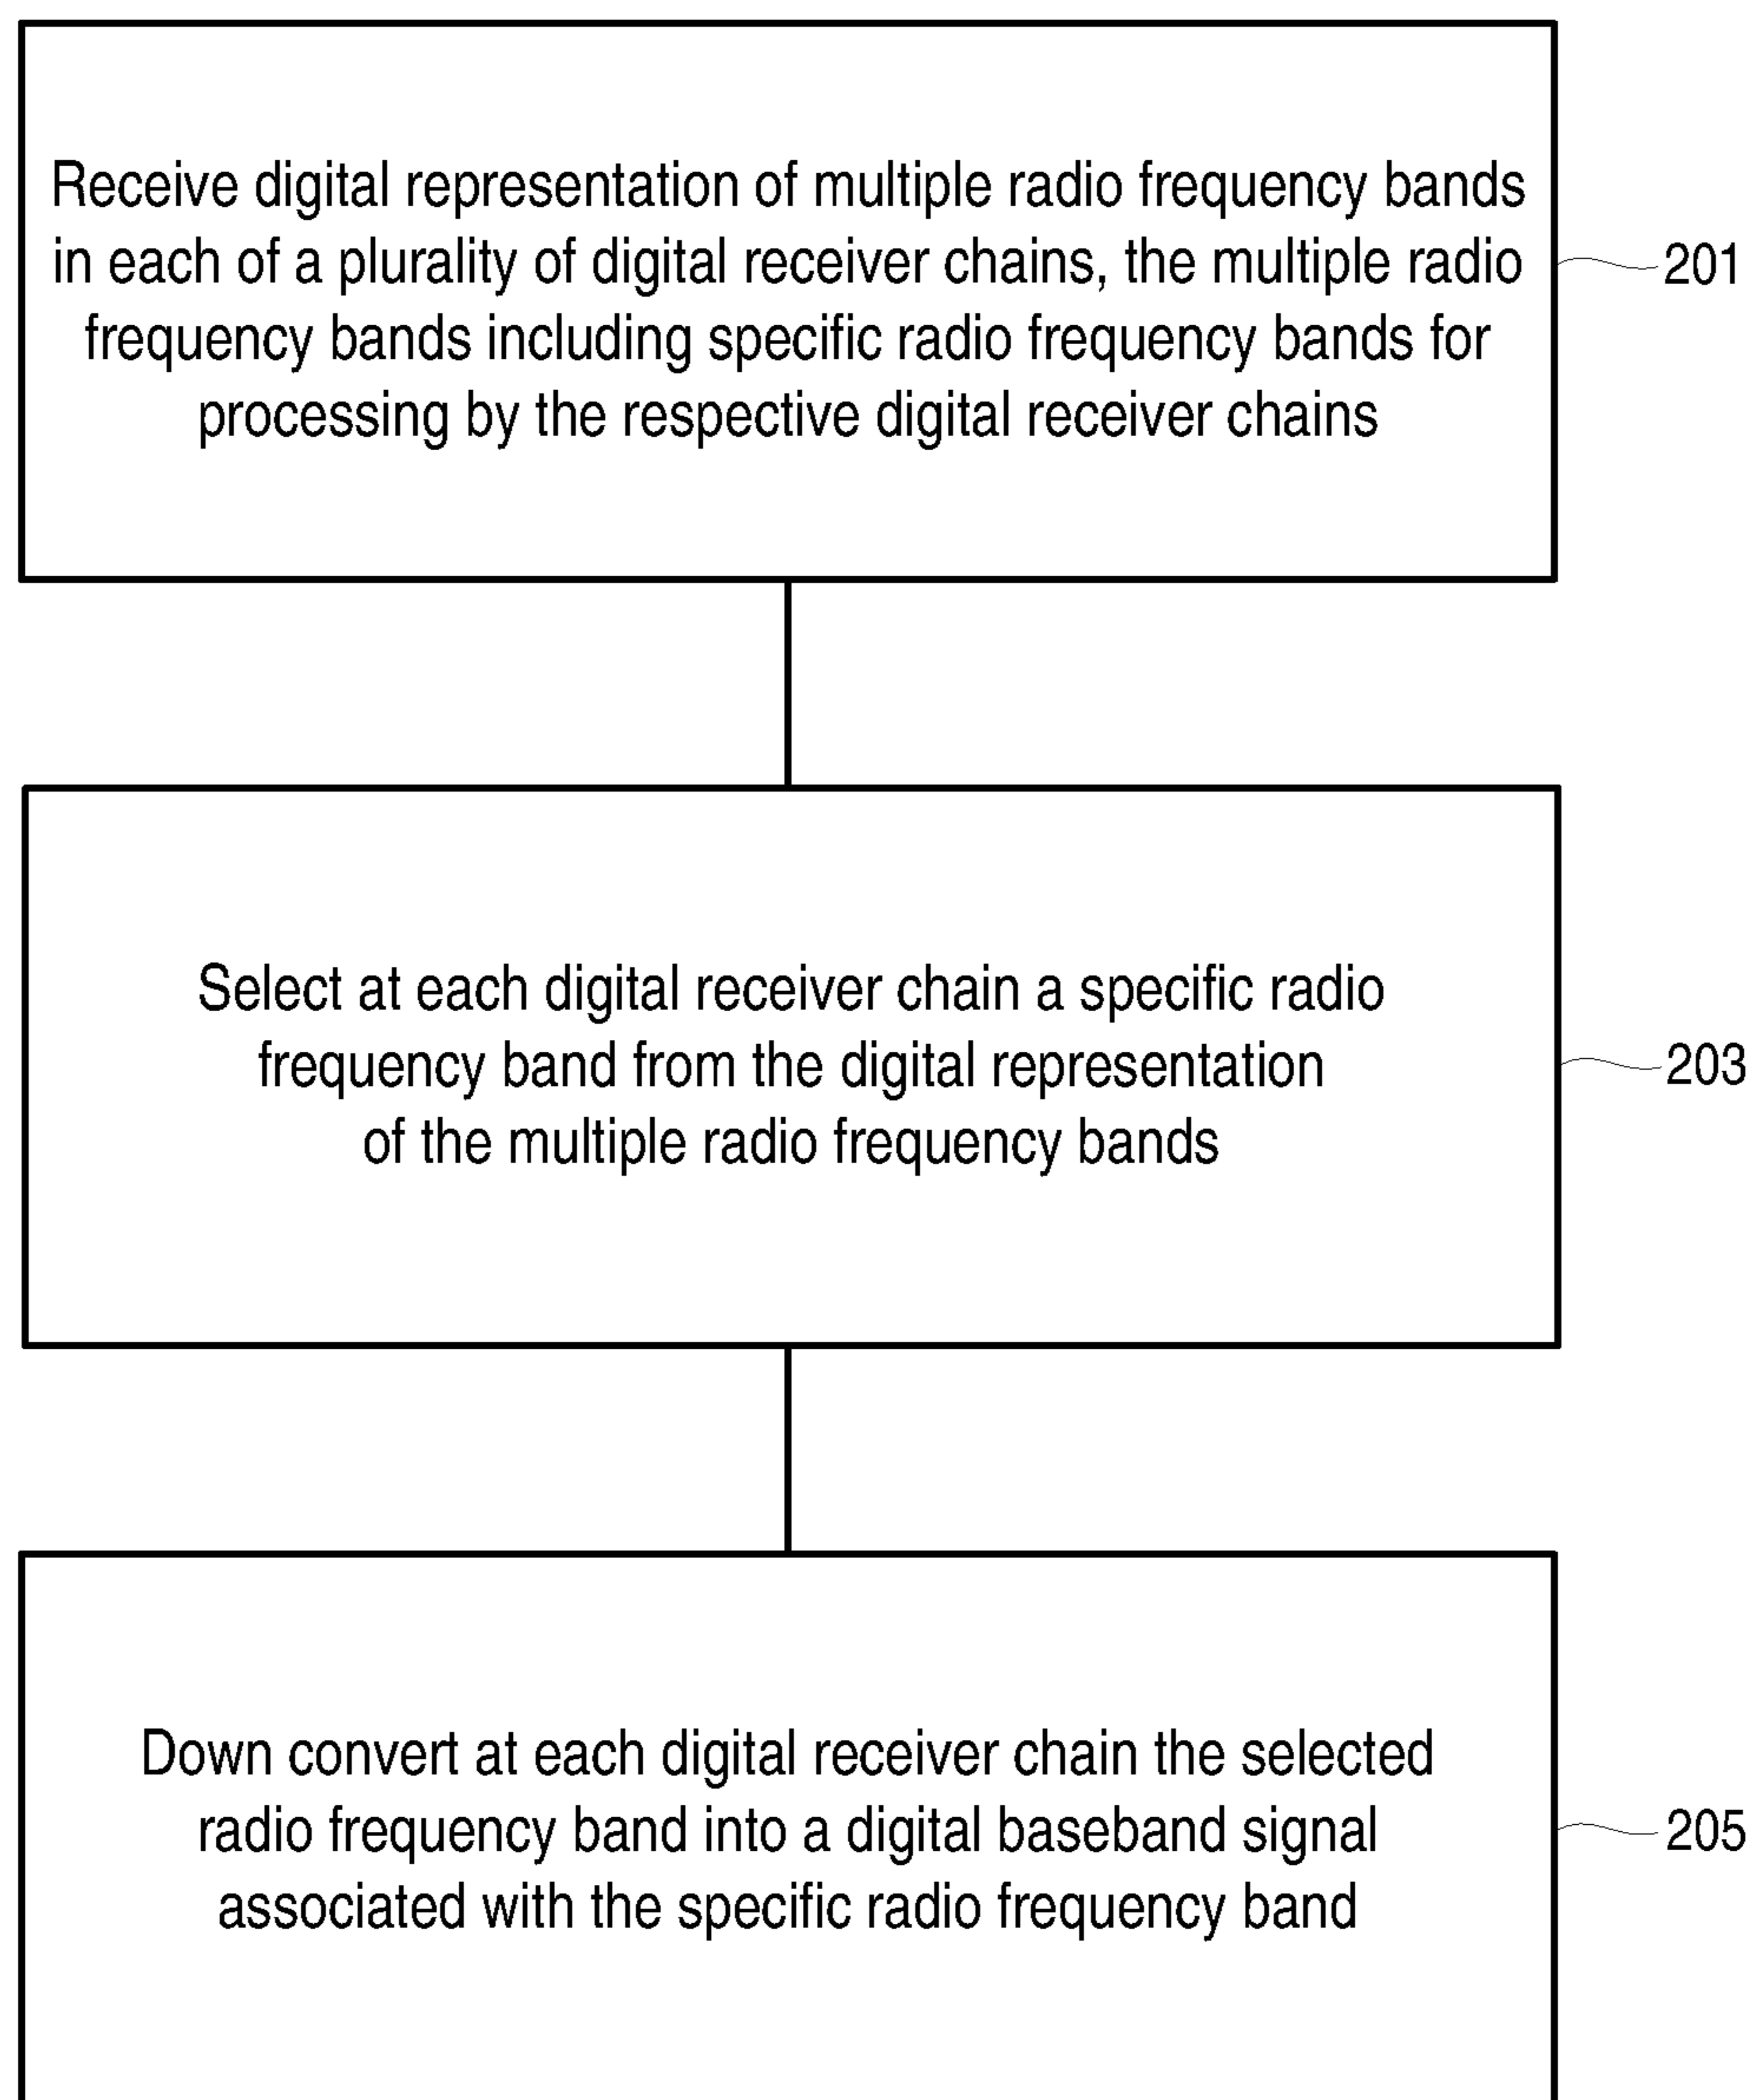 Receive digital representation of multiple radio frequency bands
in each of a plurality of digital receiver chains, the multiple radio
frequency bands including specific radio frequency bands for
processing by the respective digital receiver chains
201
Select at each digital receiver chain a specific radio
frequency band from the digital representation
of the multiple radio frequency bands
203
Down convert at each digital receiver chain the selected
radio frequency band into a digital baseband signal
associated with the specific radio frequency band
205